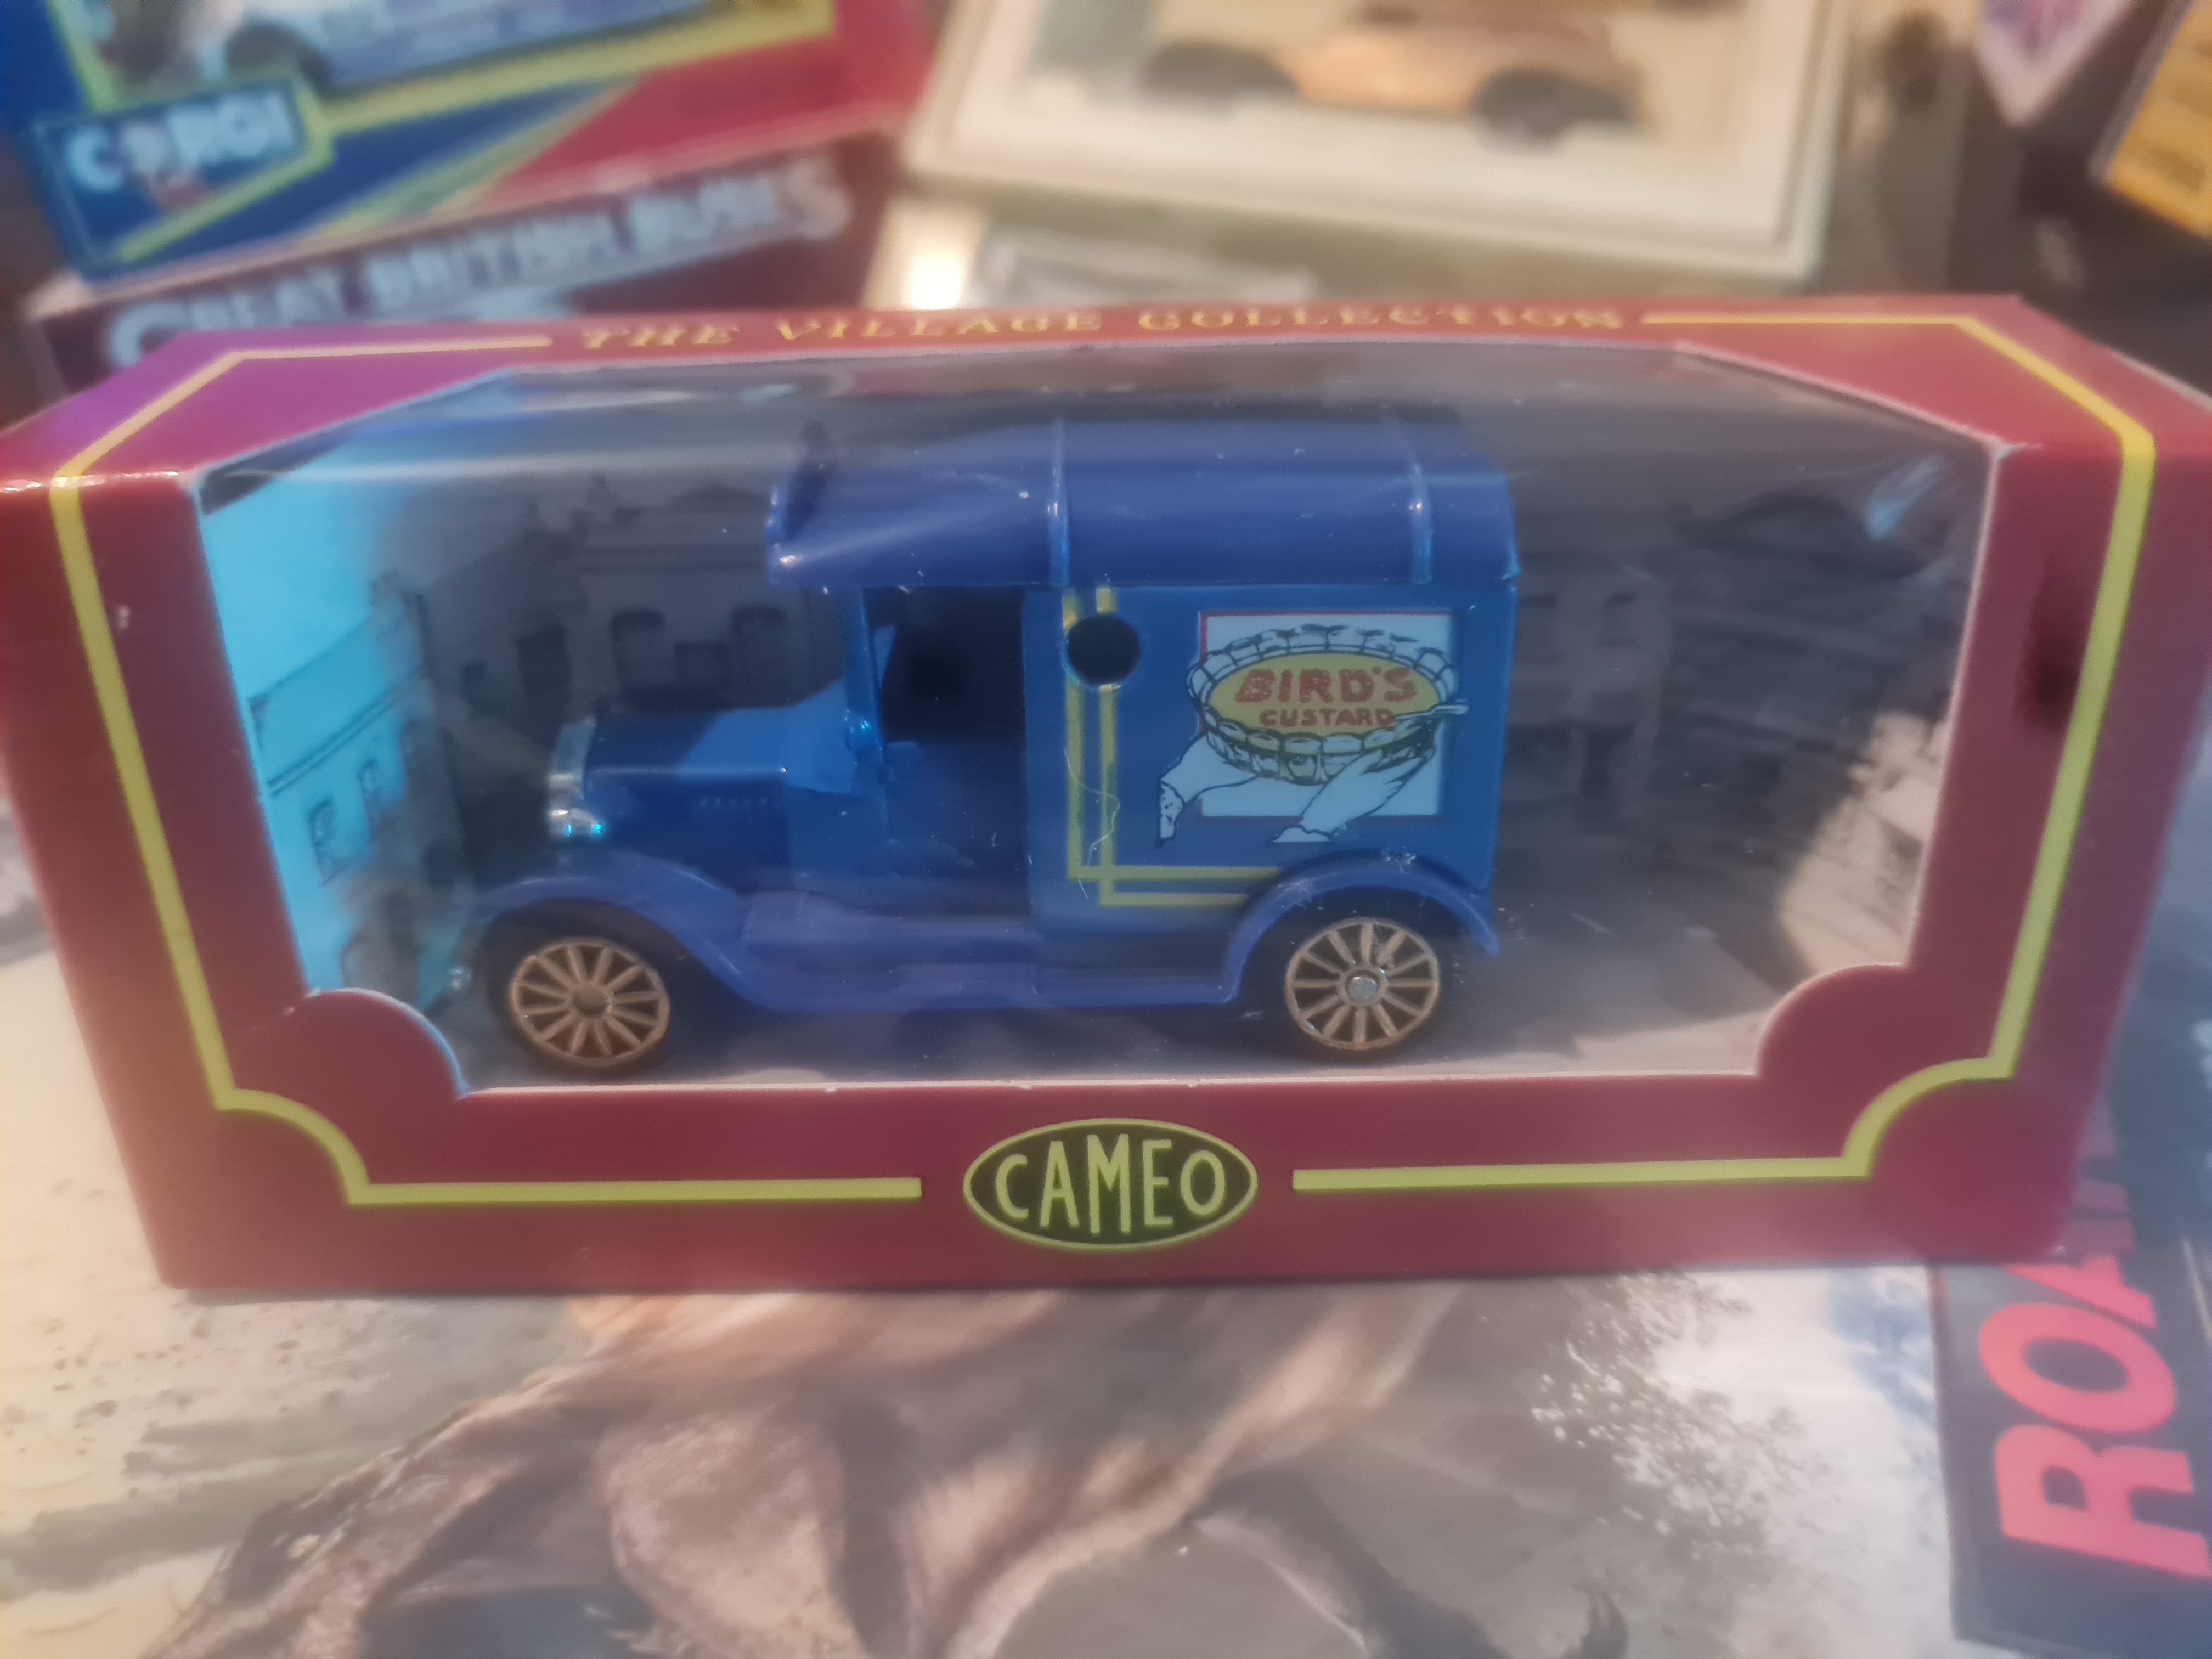 CORGI
GREAT BRITISH BUSES
THE VILLAGE COLLECTION
BIRD'S
CUSTARD
CAMEO